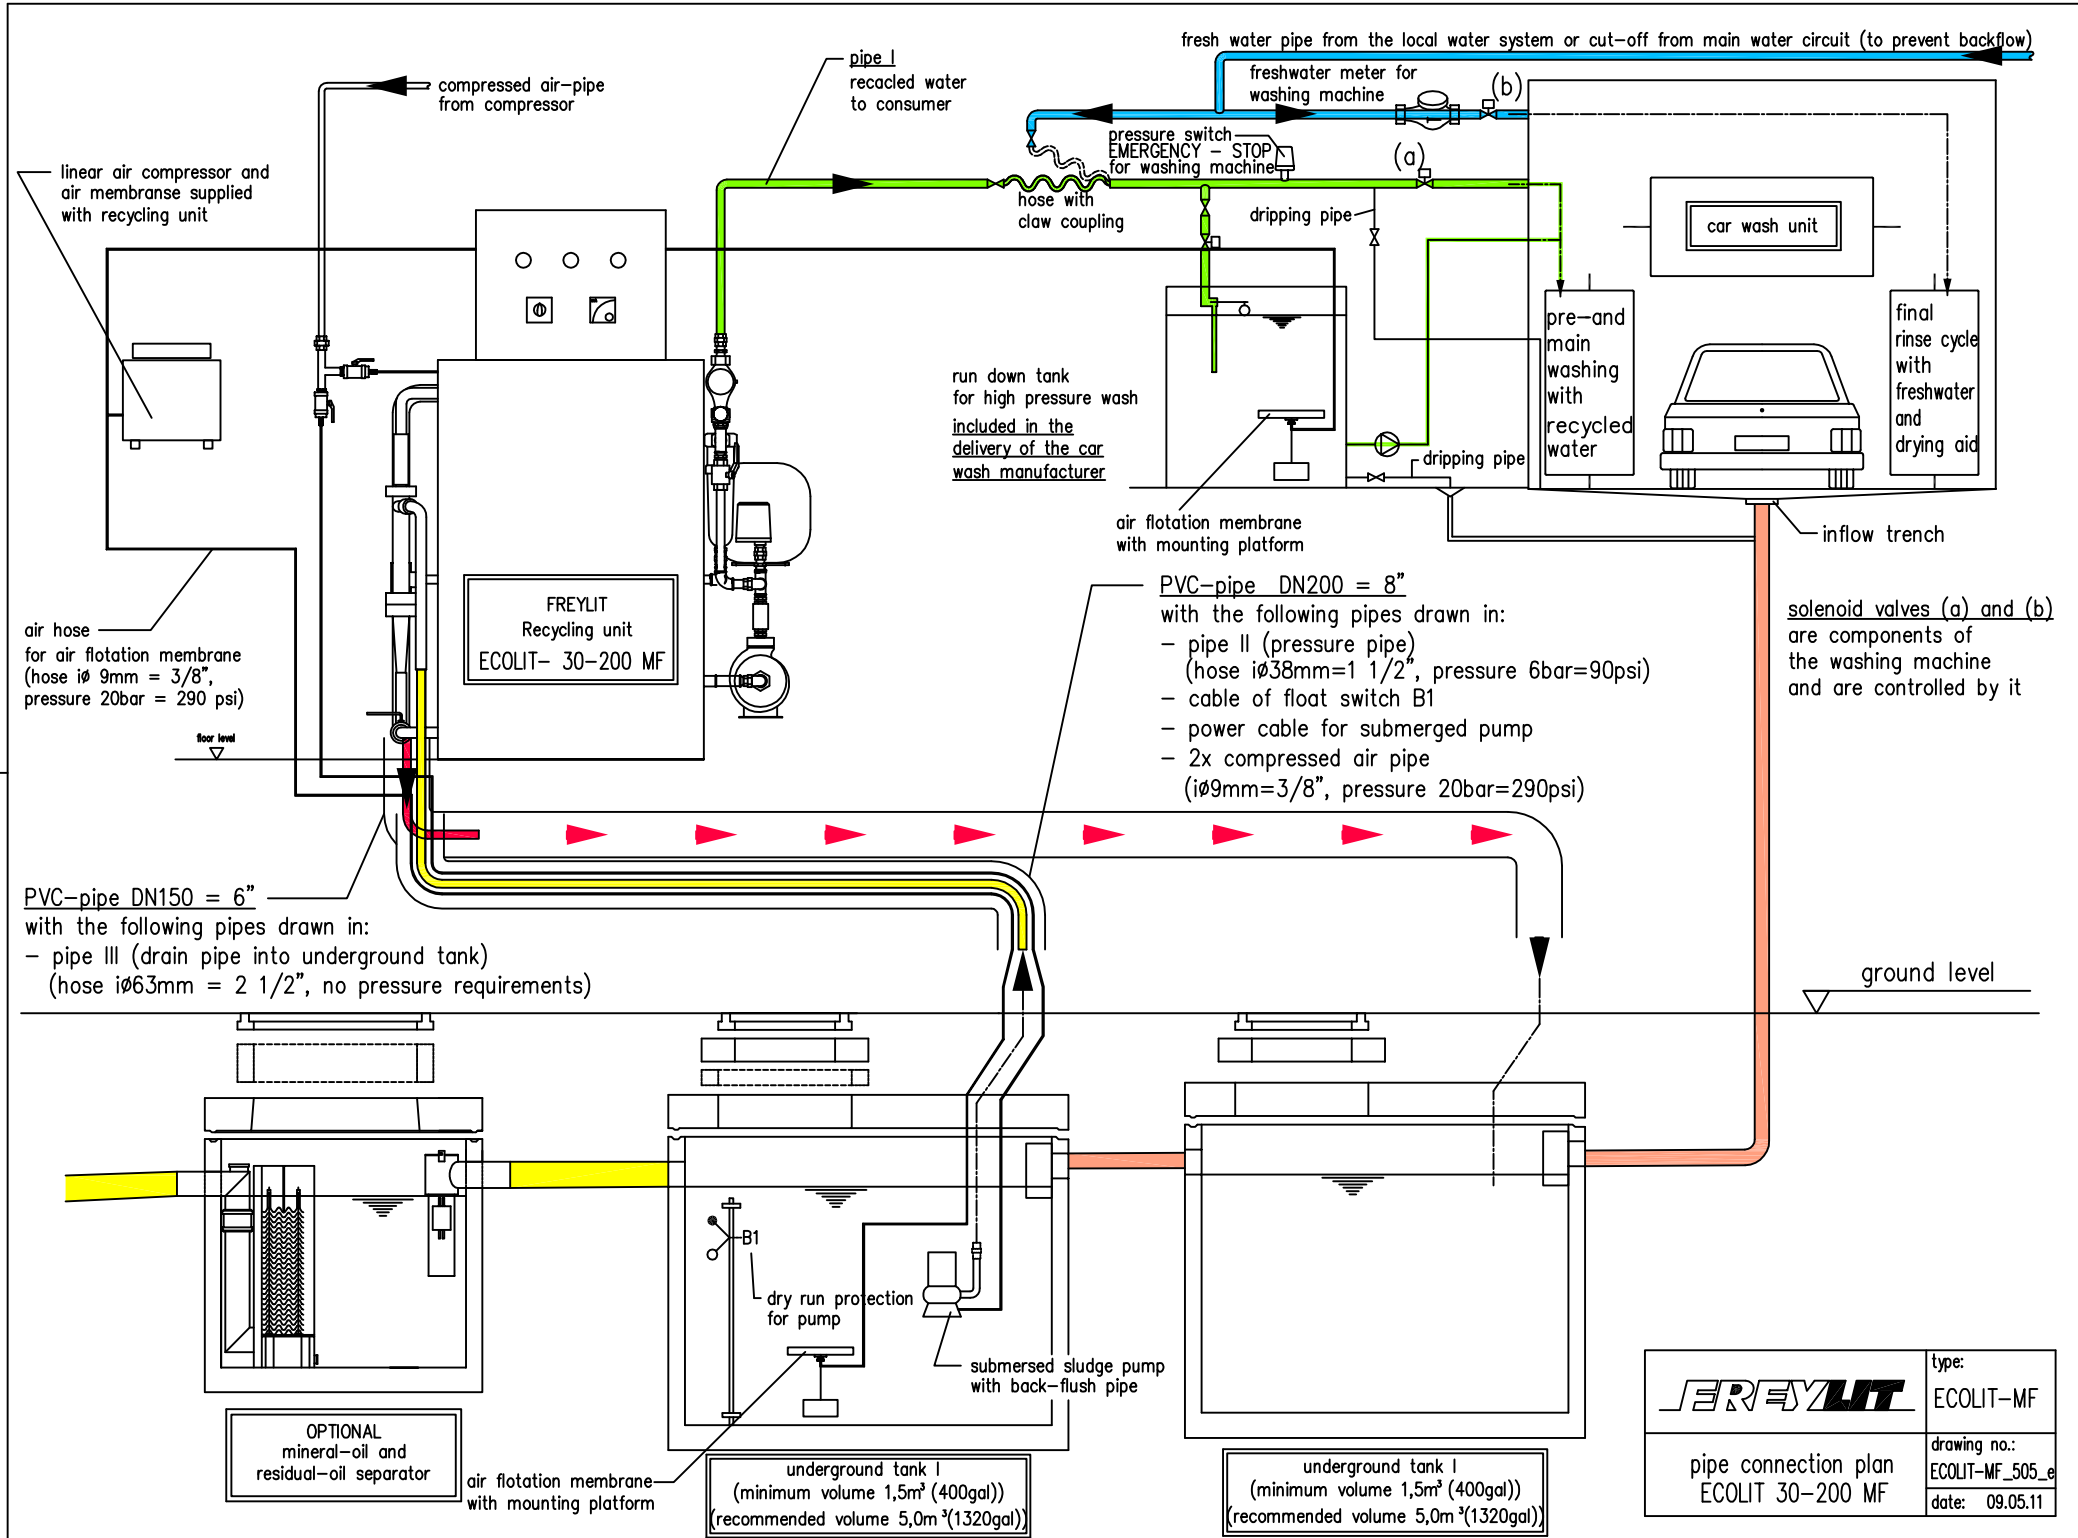 fresh water pipe from the local water system or cut-off from main water circuit (to prevent backflow)
compressed air-pipe
from compressor
pipe I
recacled water
to consumer
freshwater meter for
washing machine
(b)
pressure switch
EMERGENCY - STOP
for washing machine
(a)
linear air compressor and
air membranse supplied
with recycling unit
hose with
claw coupling
dripping pipe
car wash unit
pre-and
main
washing
with
recycled
water
final
rinse cycle
with
freshwater
and
drying aid
run down tank
for high pressure wash
included in the
delivery of the car
wash manufacturer
dripping pipe
air flotation membrane
with mounting platform
inflow trench
FREYLIT
Recycling unit
ECOLIT- 30-200 MF
air hose
for air flotation membrane
(hose iø 9mm = 3/8",
pressure 20bar = 290 psi)
floor level
PVC-pipe DN200 = 8"
with the following pipes drawn in:
- pipe II (pressure pipe)
(hose iø38mm=1 1/2", pressure 6bar=90psi)
- cable of float switch B1
- power cable for submerged pump
- 2x compressed air pipe
(iø9mm=3/8", pressure 20bar=290psi)
solenoid valves (a) and (b)
are components of
the washing machine
and are controlled by it
PVC-pipe DN150 = 6"
with the following pipes drawn in:
- pipe III (drain pipe into underground tank)
(hose iø63mm = 2 1/2", no pressure requirements)
ground level
B1
dry run protection
for pump
submersed sludge pump
with back-flush pipe
OPTIONAL
mineral-oil and
residual-oil separator
air flotation membrane
with mounting platform
underground tank I
(minimum volume 1,5m³ (400gal))
(recommended volume 5,0m³(1320gal))
underground tank I
(minimum volume 1,5m³ (400gal))
(recommended volume 5,0m³(1320gal))
FREYLIT
type:
ECOLIT-MF
pipe connection plan
ECOLIT 30-200 MF
drawing no.:
ECOLIT-MF_505_e
date: 09.05.11